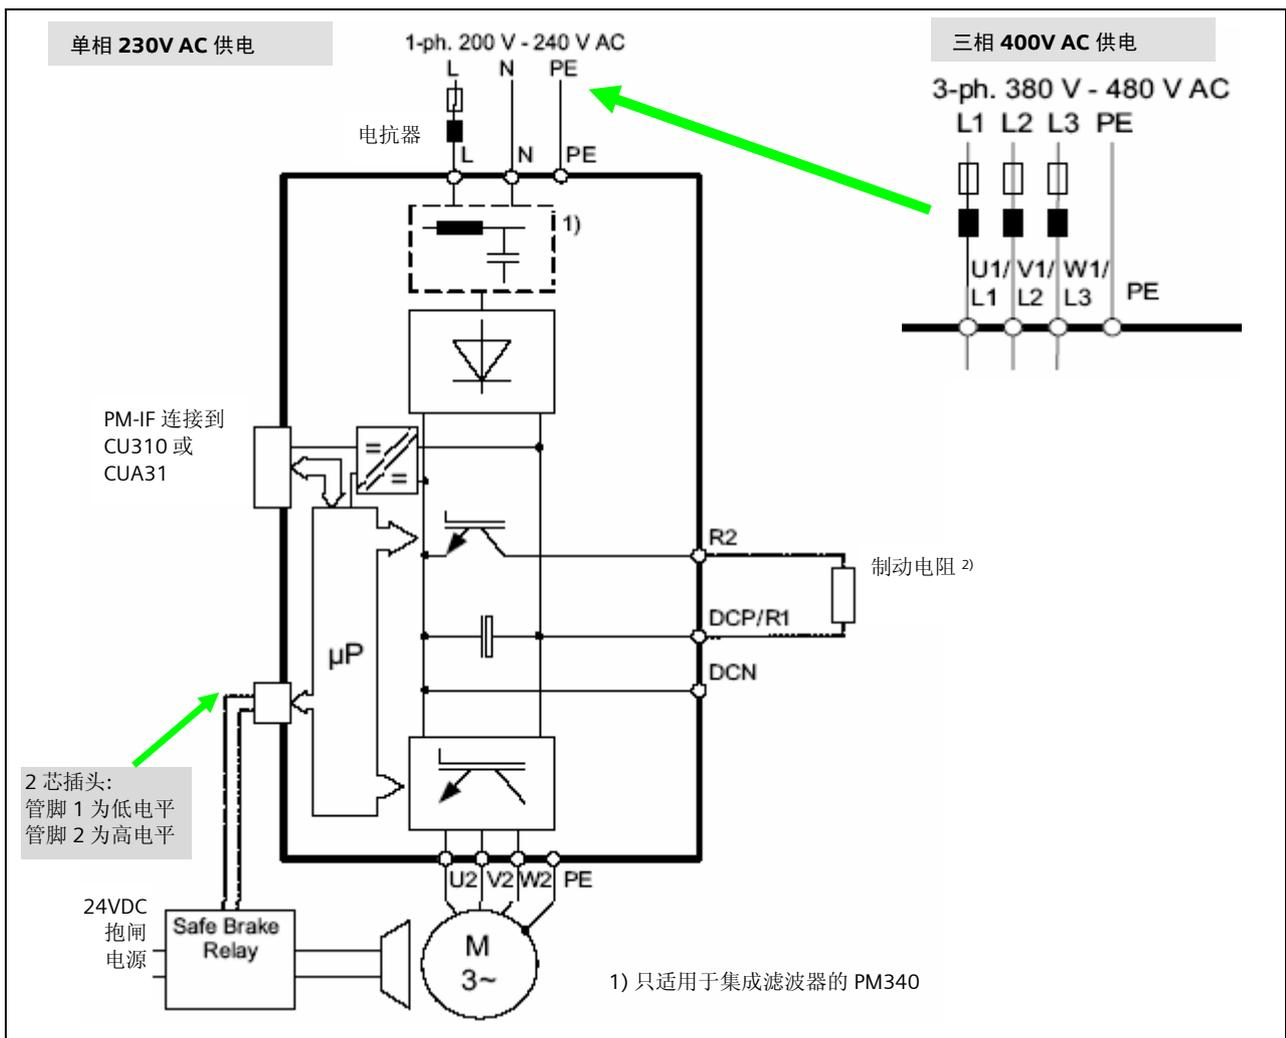 单相 230V AC 供电
1-ph. 200 V - 240 V AC
L N PE
电抗器
L N PE
三相 400V AC 供电
3-ph. 380 V - 480 V AC
L1 L2 L3 PE
U1/ V1/ W1/
L1 L2 L3 PE
1)
PM-IF 连接到
CU310 或
CUA31
=
=
R2
制动电阻 2)
DCP/R1
µP
DCN
2 芯插头:
管脚 1 为低电平
管脚 2 为高电平
U2 V2 W2 PE
24VDC
抱闸
电源
Safe Brake
Relay
M
3~
1) 只适用于集成滤波器的 PM340